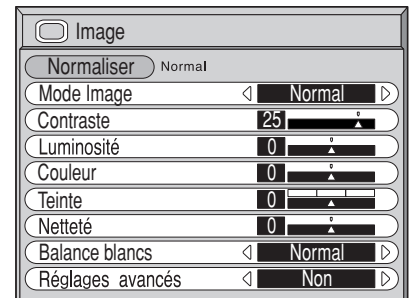 Image
Normaliser Normal
Mode Image Normal
Contraste 25
Luminosité 0
Couleur 0
Teinte 0
Netteté 0
Balance blancs Normal
Réglages avancés Non